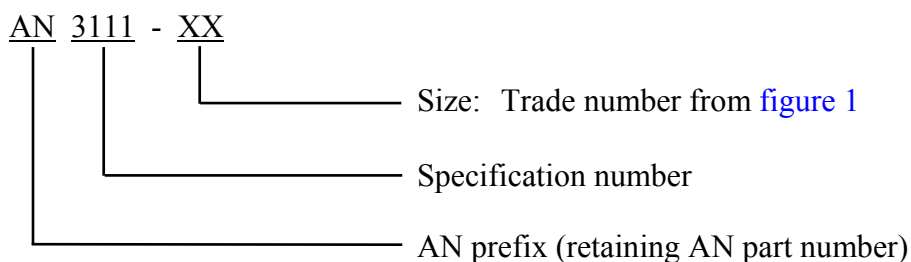 AN 3111 - XX
Size: Trade number from figure 1
Specification number
AN prefix (retaining AN part number)